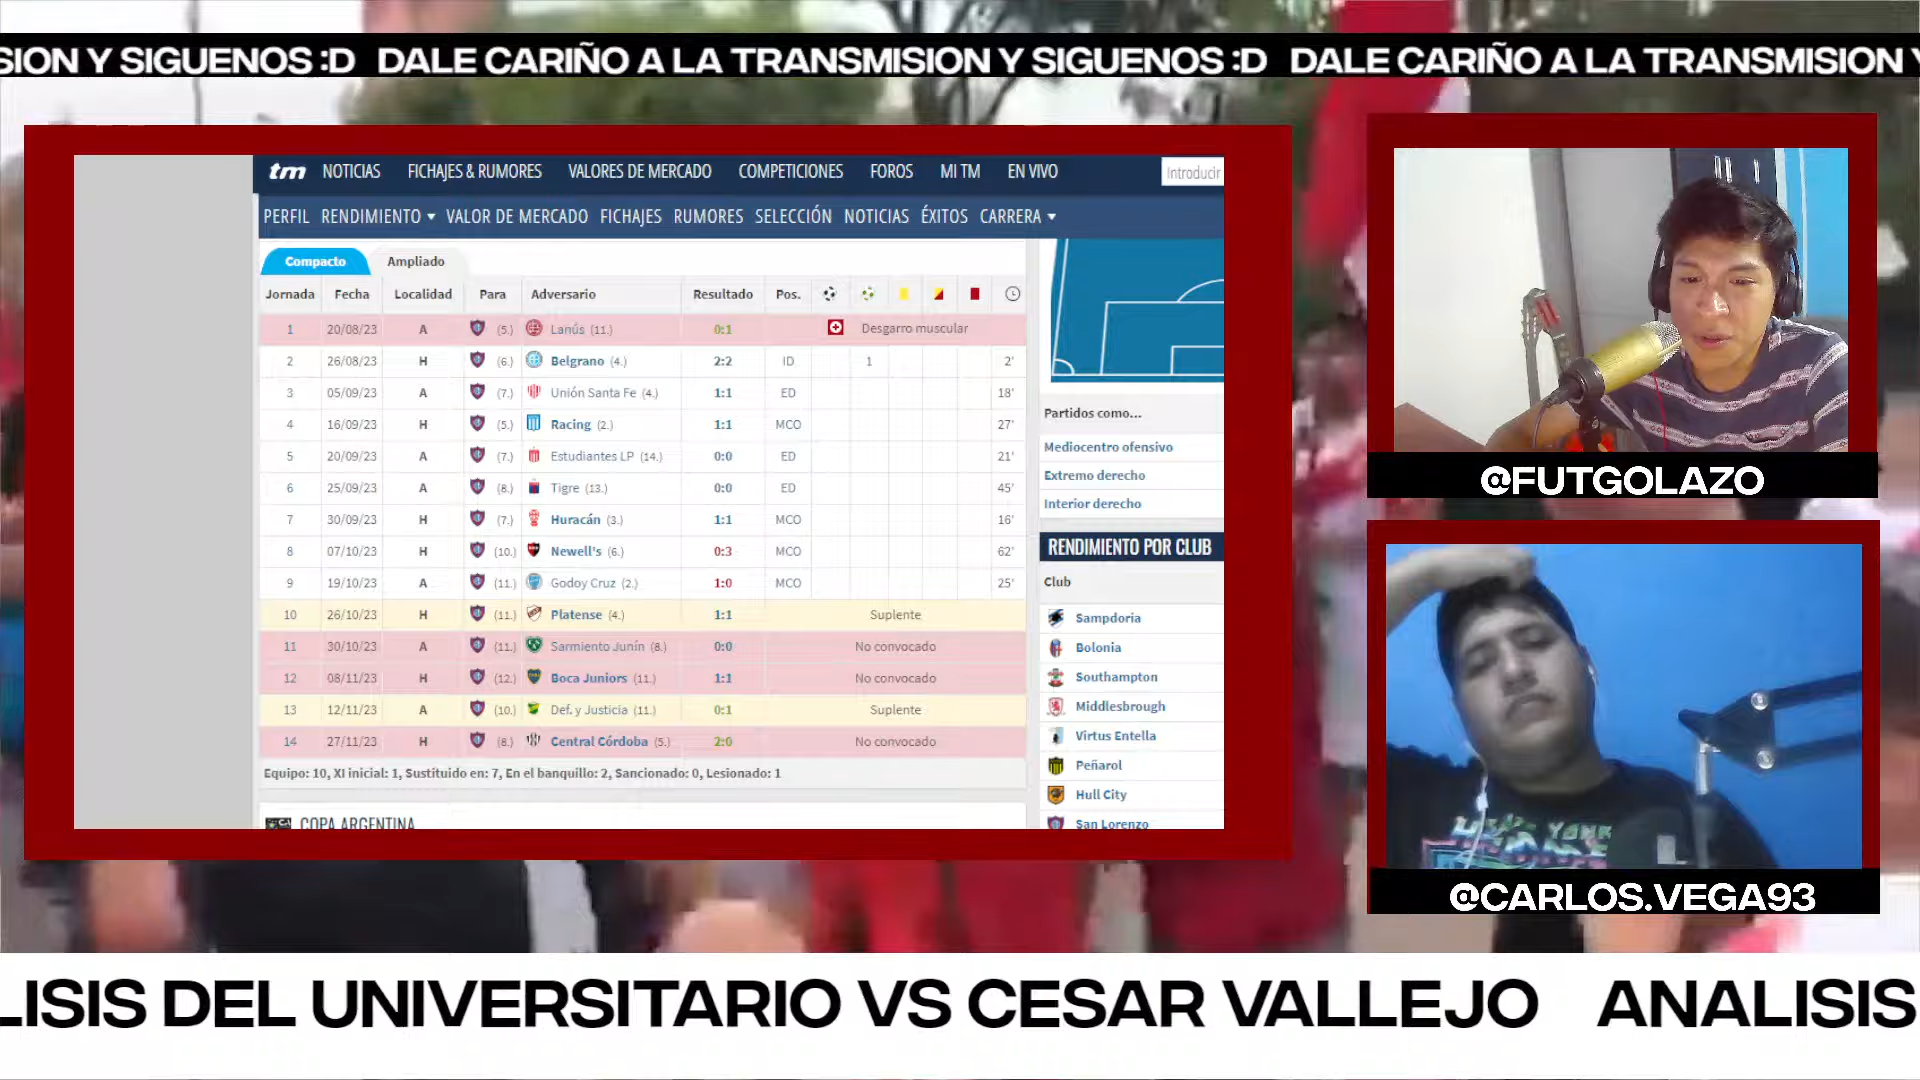 SION Y SIGUENOS :D DALE CARIÑO A LA TRANSMISION Y SIGUENOS :D DALE CARIÑO A LA TRANSMISION Y
tm NOTICIAS FICHAJES & RUMORES VALORES DE MERCADO COMPETICIONES FOROS MI TM EN VIVO Introducir
PERFIL RENDIMIENTO VALOR DE MERCADO FICHAJES RUMORES SELECCIÓN NOTICIAS ÉXITOS CARRERA
Compacto Ampliado
Jornada Fecha Localidad Para Adversario Resultado Pos.
1 20/08/23 A (5.) Lanús (11.) 0:1 Desgarro muscular
2 26/08/23 H (6.) Belgrano (4.) 2:2 ID 1 2'
3 05/09/23 A (7.) Unión Santa Fe (4.) 1:1 ED 18'
4 16/09/23 H (5.) Racing (2.) 1:1 MCO 27'
5 20/09/23 A (7.) Estudiantes LP (14.) 0:0 ED 21'
6 25/09/23 A (8.) Tigre (13.) 0:0 ED 45'
7 30/09/23 H (7.) Huracán (3.) 1:1 MCO 16'
8 07/10/23 H (10.) Newell's (6.) 0:3 MCO 62'
9 19/10/23 A (11.) Godoy Cruz (2.) 1:0 MCO 25'
10 26/10/23 H (11.) Platense (4.) 1:1 Suplente
11 30/10/23 A (11.) Sarmiento Junín (8.) 0:0 No convocado
12 08/11/23 H (12.) Boca Juniors (11.) 1:1 No convocado
13 12/11/23 A (10.) Def. y Justicia (11.) 0:1 Suplente
14 27/11/23 H (8.) Central Córdoba (5.) 2:0 No convocado
Equipo: 10, XI inicial: 1, Sustituido en: 7, En el banquillo: 2, Sancionado: 0, Lesionado: 1
COPA ARGENTINA
Partidos como...
Mediocentro ofensivo
Extremo derecho
Interior derecho
RENDIMIENTO POR CLUB
Club
Sampdoria
Bolonia
Southampton
Middlesbrough
Virtus Entella
Peñarol
Hull City
San Lorenzo
@FUTGOLAZO
@CARLOS.VEGA93
LISIS DEL UNIVERSITARIO VS CESAR VALLEJO ANALISIS